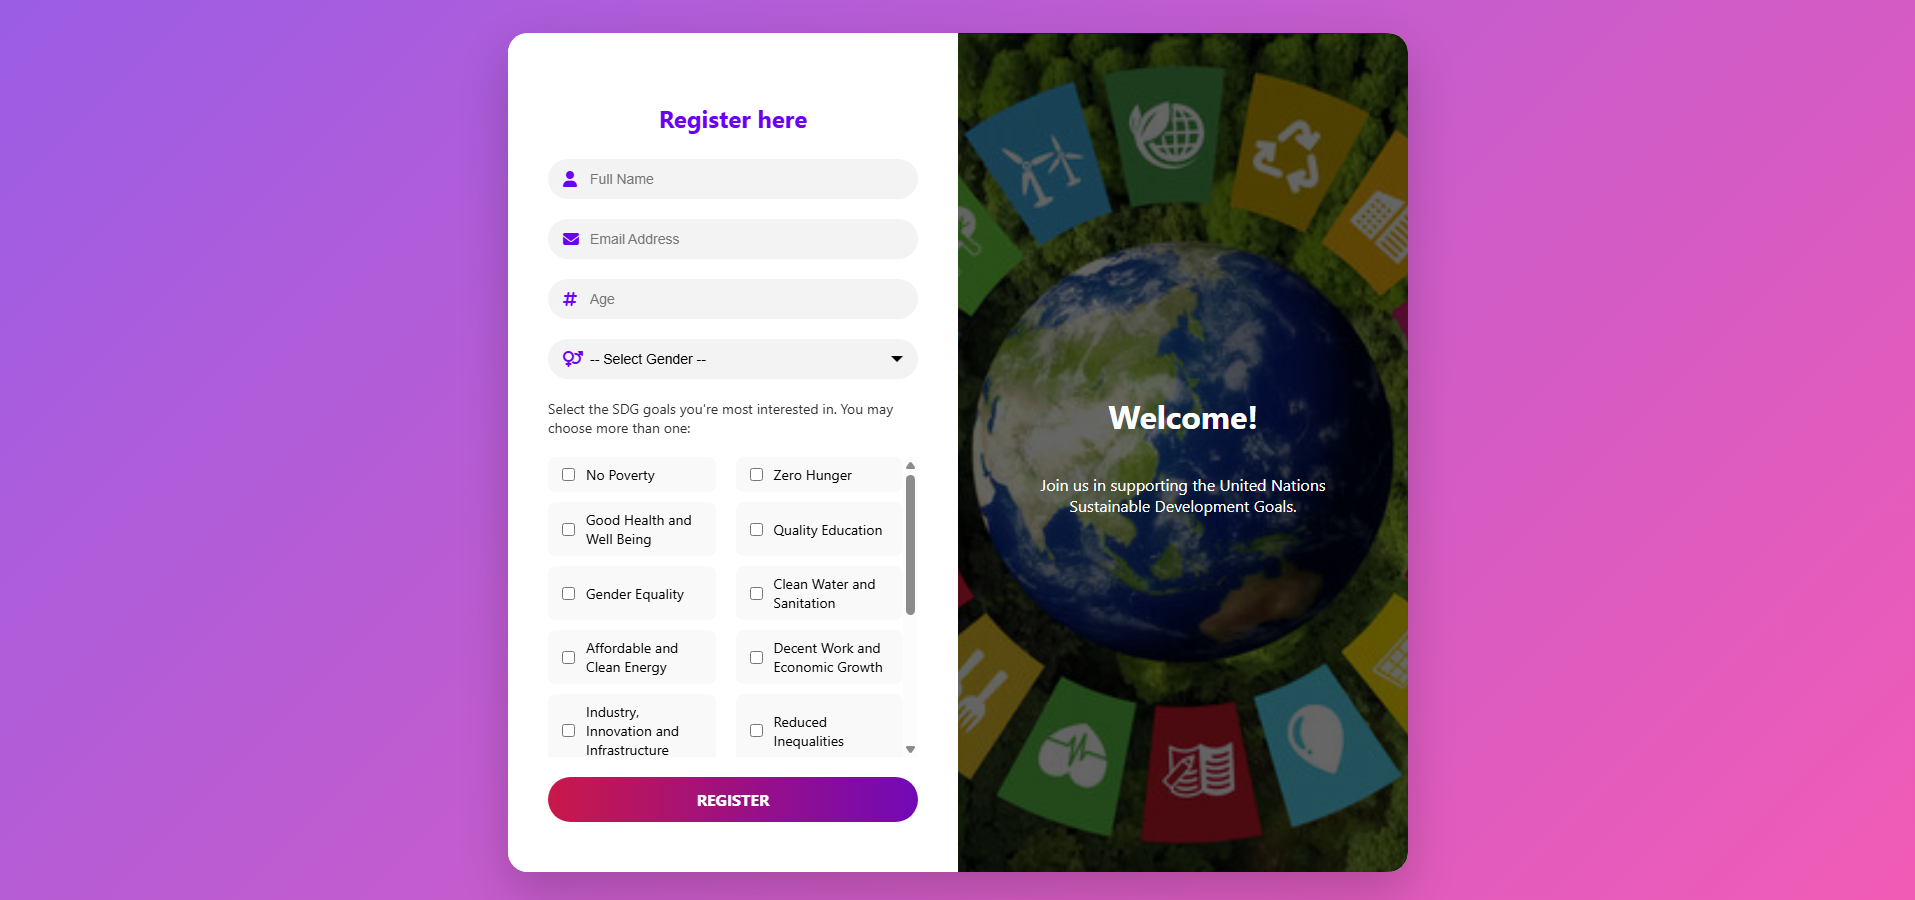 Register here
Full Name
Email Address
Age
-- Select Gender --
Select the SDG goals you're most interested in. You may
choose more than one:
No Poverty
Zero Hunger
Good Health and
Well Being
Quality Education
Gender Equality
Clean Water and
Sanitation
Affordable and
Clean Energy
Decent Work and
Economic Growth
Industry,
Innovation and
Infrastructure
Reduced
Inequalities
REGISTER
Welcome!
Join us in supporting the United Nations
Sustainable Development Goals.